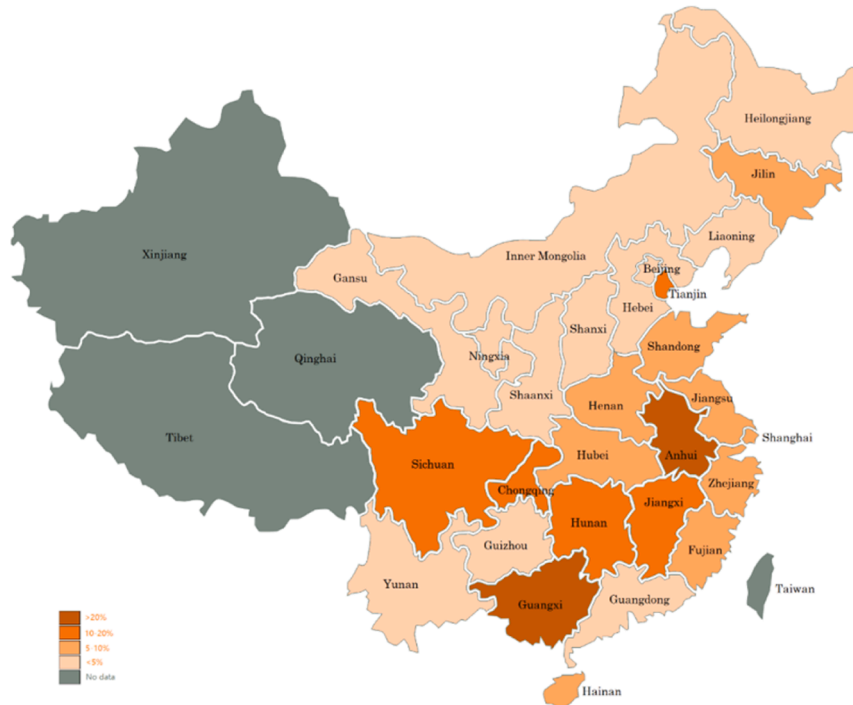 Heilongjiang
Jilin
Liaoning
Xinjiang
Inner Mongolia
Beijing
Gansu
Tianjin
Hebei
Shanxi
Shandong
Ningxia
Qinghai
Shaanxi
Jiangsu
Henan
Tibet
Shanghai
Anhui
Hubei
Sichuan
Zhejiang
Chongqing
Jiangxi
Hunan
Guizhou
Fujian
Yunan
Taiwan
Guangdong
Guangxi
Hainan
>20%
10-20%
5-10%
<5%
No data